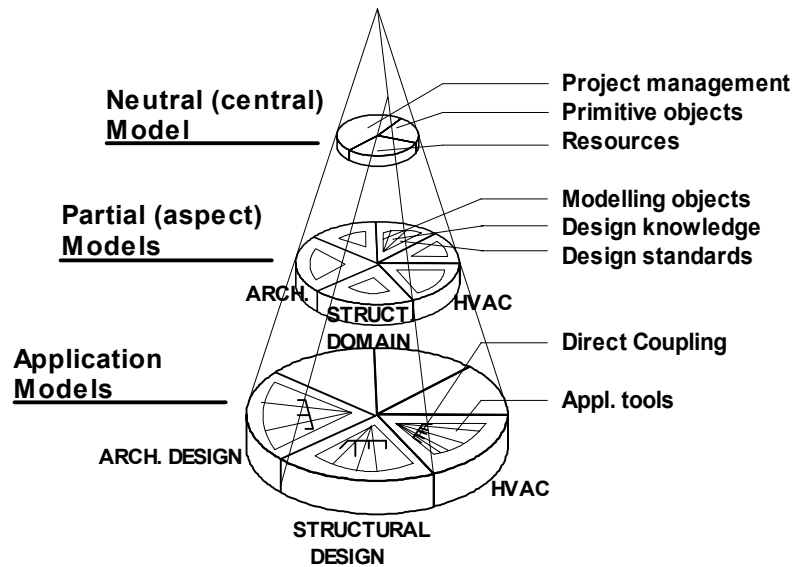 Neutral (central)
Model
Project management
Primitive objects
Resources
Partial (aspect)
Models
Modelling objects
Design knowledge
Design standards
ARCH.
STRUCT.
DOMAIN
HVAC
Application
Models
Direct Coupling
Appl. tools
ARCH. DESIGN
STRUCTURAL
DESIGN
HVAC